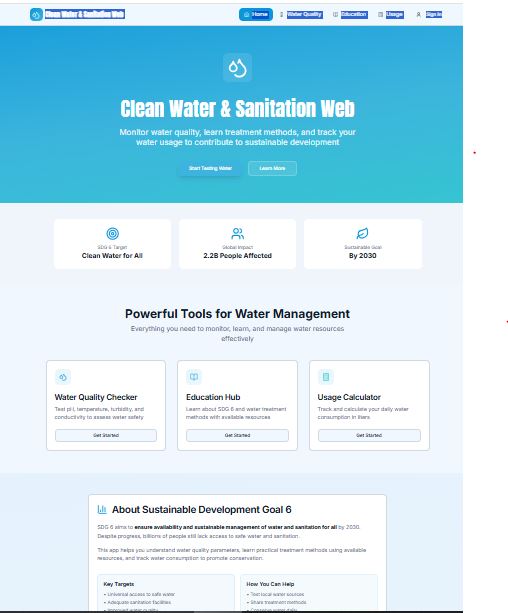 Clean Water & Sanitation Web
Home Water Quality Education Usage Sign In
Clean Water & Sanitation Web
Monitor water quality, learn treatment methods, and track your
water usage to contribute to sustainable development
Start Testing Water Learn More
SDG 6 Target
Clean Water for All
Global Impact
2.2B People Affected
Sustainable Goal
By 2030
Powerful Tools for Water Management
Everything you need to monitor, learn, and manage water resources
effectively
Water Quality Checker
Test pH, temperature, turbidity, and
conductivity to assess water safety
Get Started
Education Hub
Learn about SDG 6 and water treatment
methods with available resources
Get Started
Usage Calculator
Track and calculate your daily water
consumption in liters
Get Started
About Sustainable Development Goal 6
SDG 6 aims to ensure availability and sustainable management of water and sanitation for all by 2030.
Despite progress, billions of people still lack access to safe water and sanitation.
This app helps you understand water quality parameters, learn practical treatment methods using available
resources, and track water consumption to promote conservation.
Key Targets
• Universal access to safe water
• Adequate sanitation facilities
• Improved water quality
How You Can Help
• Test local water sources
• Share treatment methods
• Conserve water daily